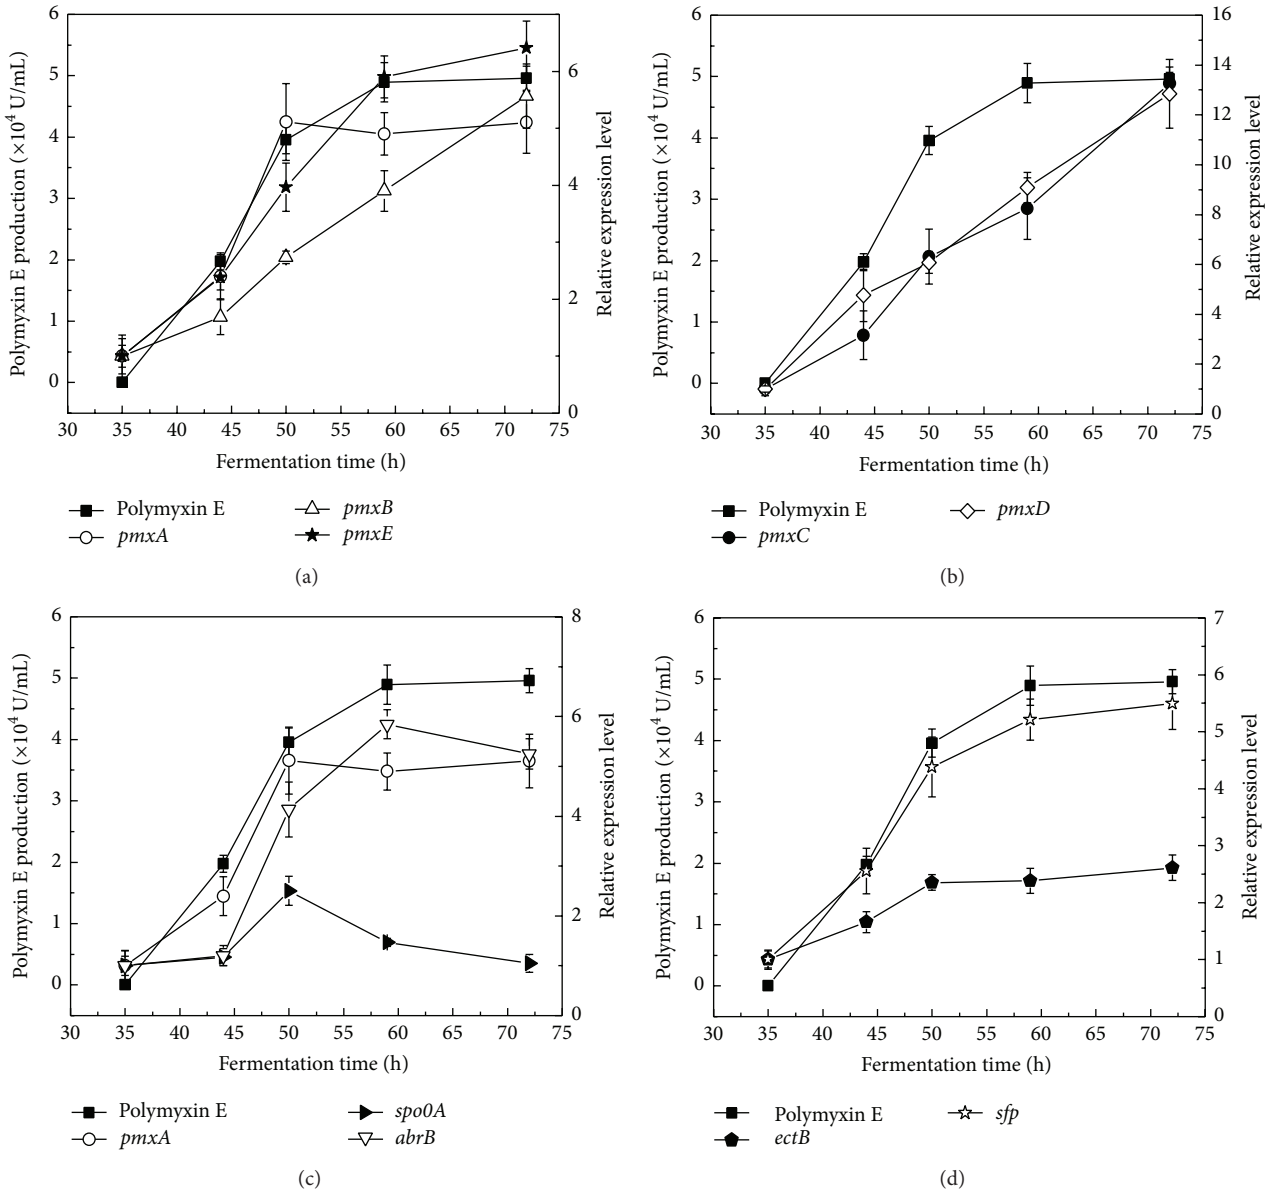 6
5
4
3
2
1
0
Polymyxin E production (×10⁴ U/mL)
6
4
2
0
Relative expression level
30 35 40 45 50 55 60 65 70 75
Fermentation time (h)
Polymyxin E
pmxB
pmxA
pmxE
(a)
6
5
4
3
2
1
0
Polymyxin E production (×10⁴ U/mL)
16
14
12
10
8
6
4
2
0
Relative expression level
30 35 40 45 50 55 60 65 70 75
Fermentation time (h)
Polymyxin E
pmxD
pmxC
(b)
6
5
4
3
2
1
0
Polymyxin E production (×10⁴ U/mL)
8
6
4
2
0
Relative expression level
30 35 40 45 50 55 60 65 70 75
Fermentation time (h)
Polymyxin E
spo0A
pmxA
abrB
(c)
6
5
4
3
2
1
0
Polymyxin E production (×10⁴ U/mL)
7
6
5
4
3
2
1
0
Relative expression level
30 35 40 45 50 55 60 65 70 75
Fermentation time (h)
Polymyxin E
sfp
ectB
(d)